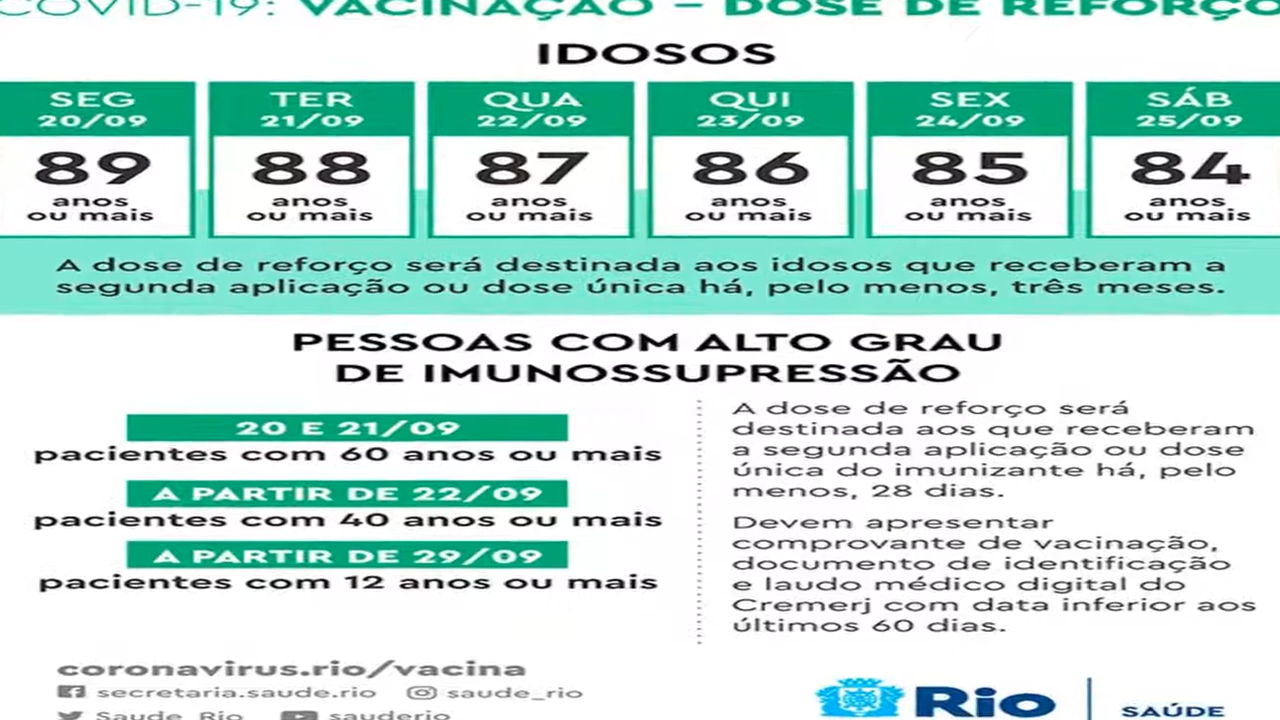 COVID-19: VACINAÇÃO – DOSE DE REFORÇO
IDOSOS
SEG
20/09
89
anos
ou mais
TER
21/09
88
anos
ou mais
QUA
22/09
87
anos
ou mais
QUI
23/09
86
anos
ou mais
SEX
24/09
85
anos
ou mais
SÁB
25/09
84
anos
ou mais
A dose de reforço será destinada aos idosos que receberam a
segunda aplicação ou dose única há, pelo menos, três meses.
PESSOAS COM ALTO GRAU
DE IMUNOSSUPRESSÃO
20 E 21/09
pacientes com 60 anos ou mais
A PARTIR DE 22/09
pacientes com 40 anos ou mais
A PARTIR DE 29/09
pacientes com 12 anos ou mais
A dose de reforço será
destinada aos que receberam
a segunda aplicação ou dose
única do imunizante há, pelo
menos, 28 dias.
Devem apresentar
comprovante de vacinação,
documento de identificação
e laudo médico digital do
Cremerj com data inferior aos
últimos 60 dias.
coronavirus.rio/vacina
secretaria.saude.rio saude_rio
Saude_Rio sauderio
Rio
SAÚDE